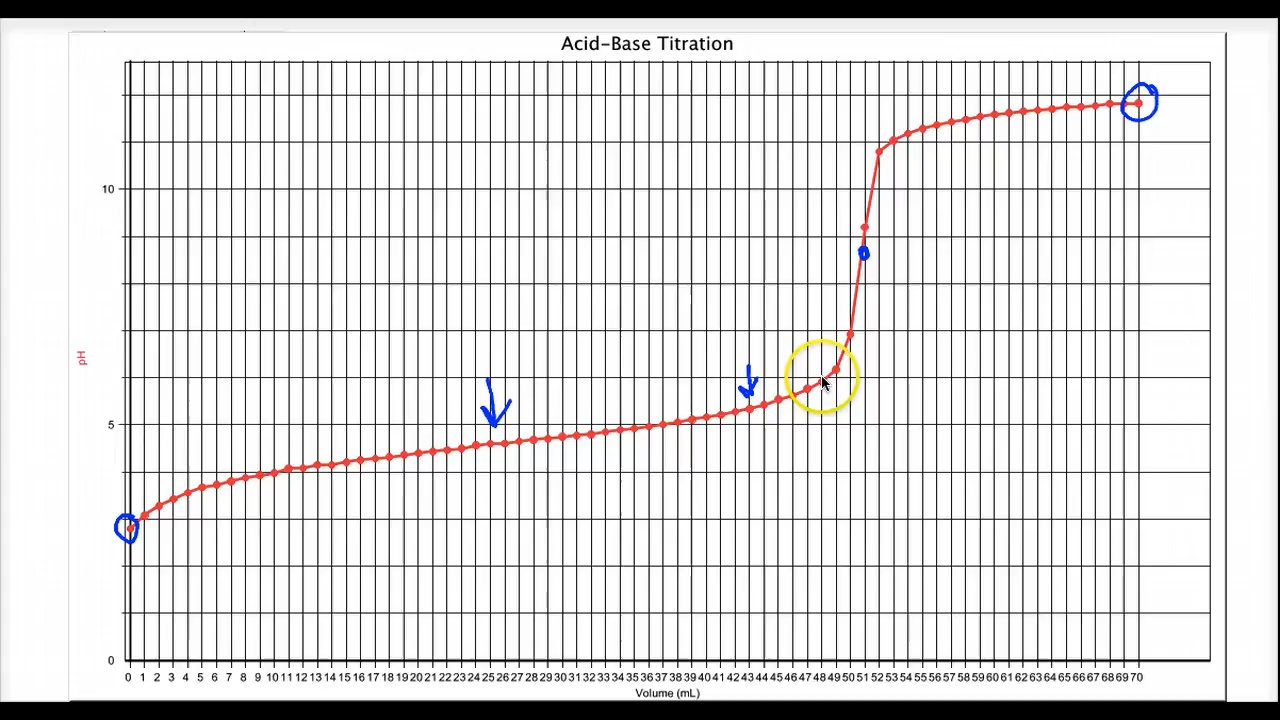 Acid-Base Titration
10
pH
5
0
0 1 2 3 4 5 6 7 8 9 10 11 12 13 14 15 16 17 18 19 20 21 22 23 24 25 26 27 28 29 30 31 32 33 34 35 36 37 38 39 40 41 42 43 44 45 46 47 48 49 50 51 52 53 54 55 56 57 58 59 60 61 62 63 64 65 66 67 68 69 70
Volume (mL)